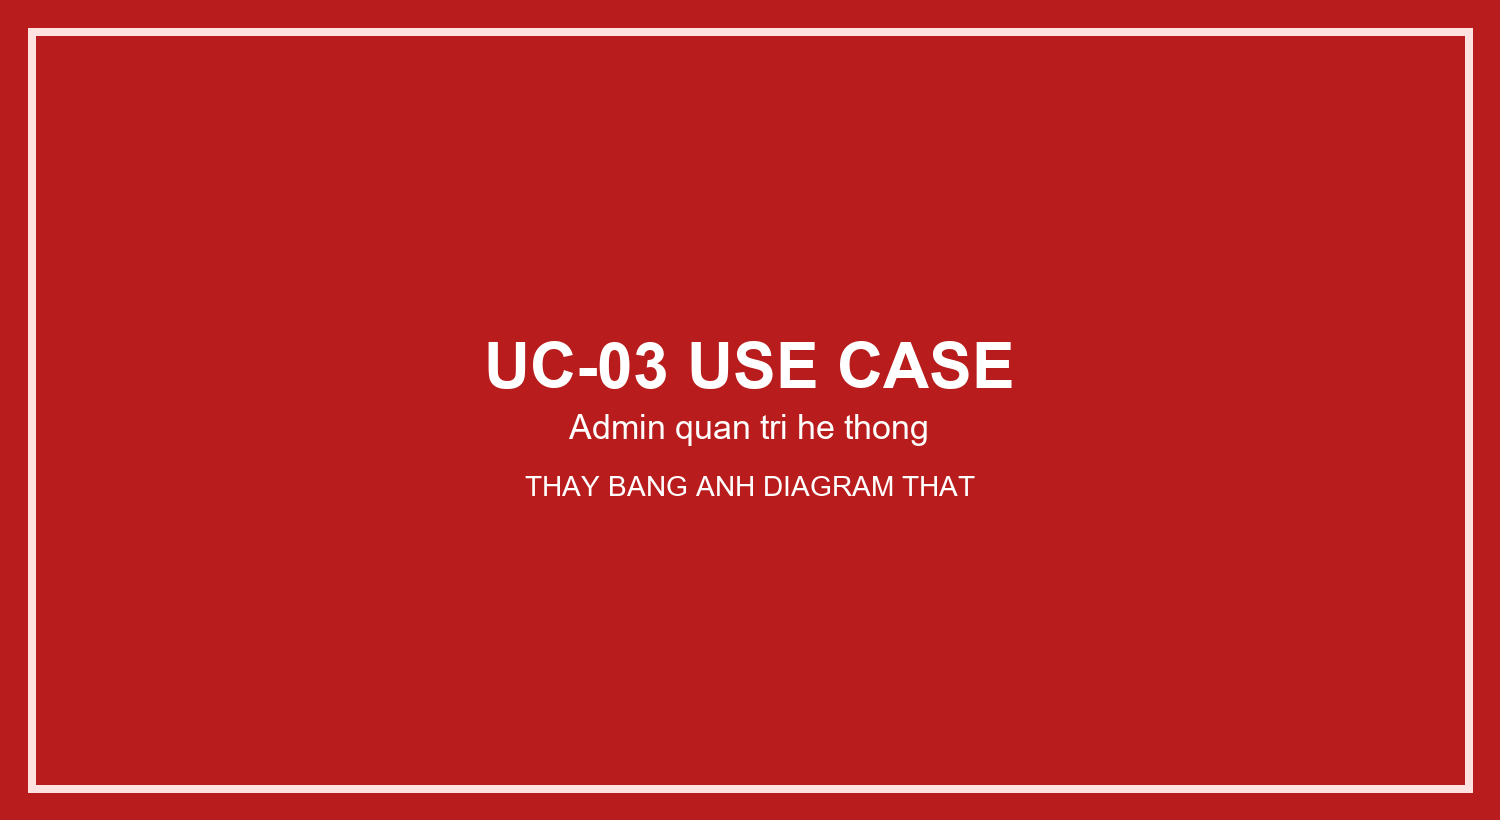 UC-03 USE CASE
Admin quan tri he thong
THAY BANG ANH DIAGRAM THAT